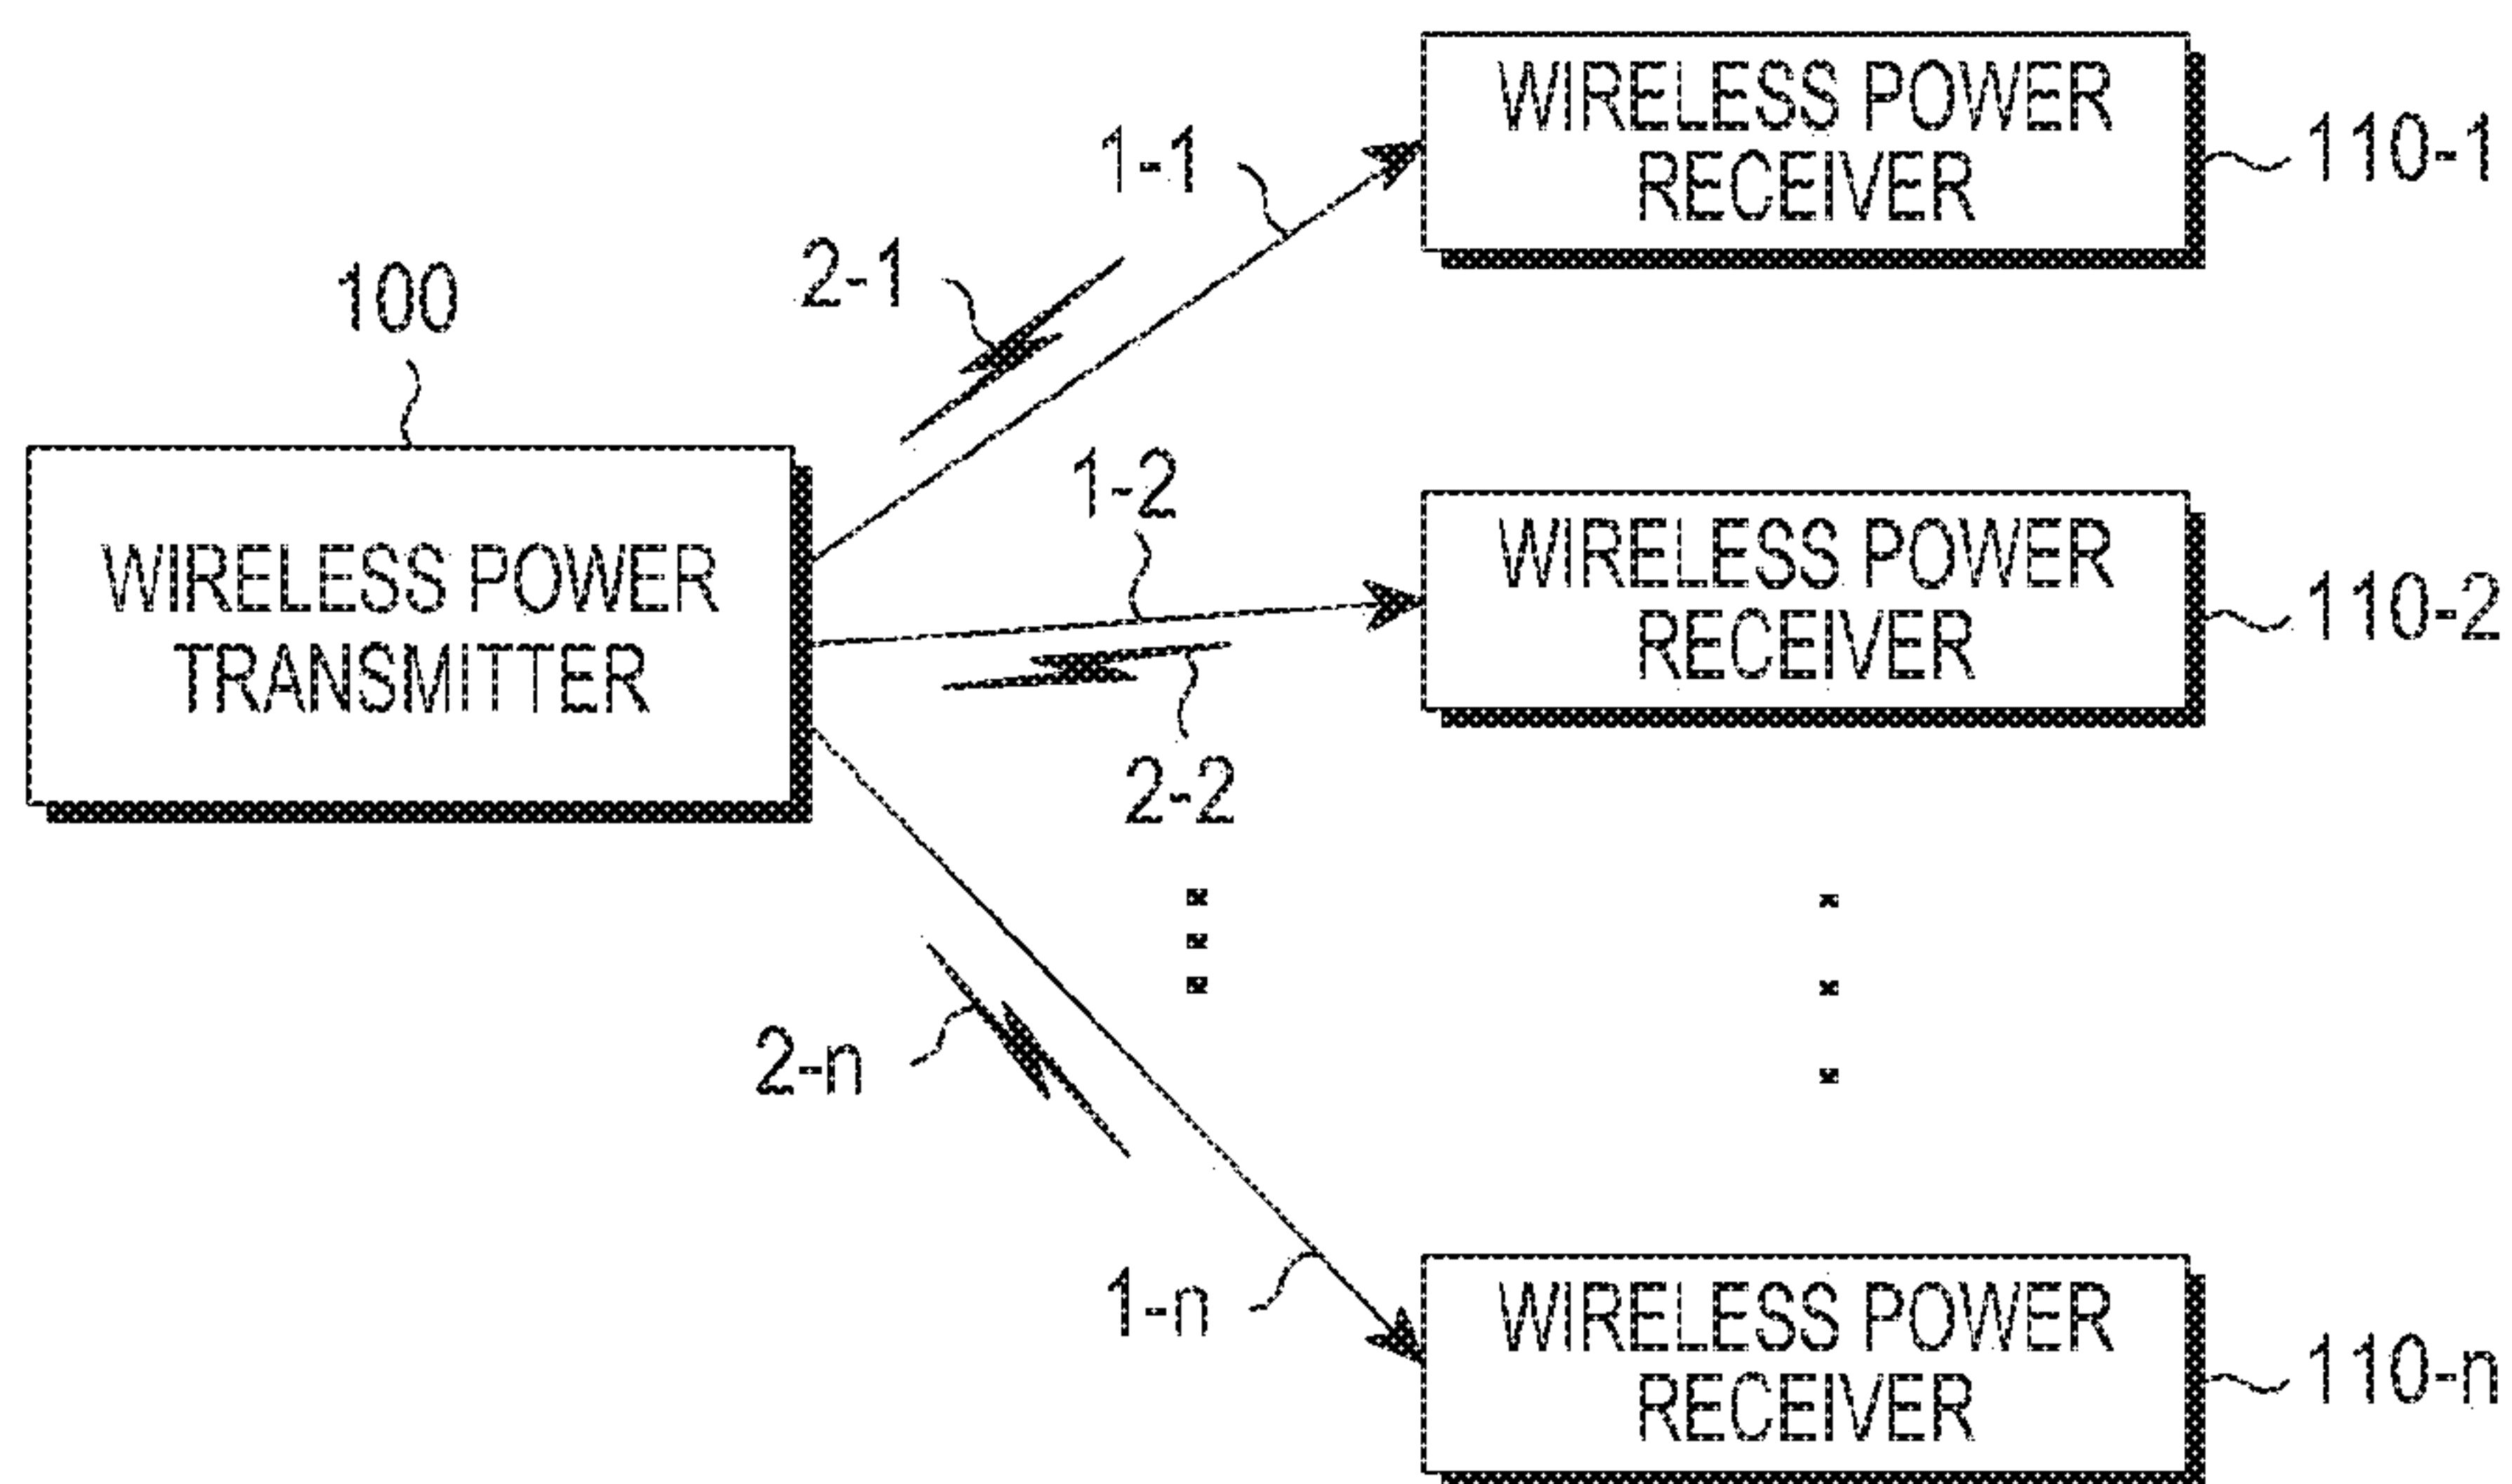 WIRELESS POWER
RECEIVER
110-1
1-1
2-1
100
1-2
WIRELESS POWER
RECEIVER
110-2
WIRELESS POWER
TRANSMITTER
2-2
2-n
1-n
WIRELESS POWER
RECEIVER
110-n